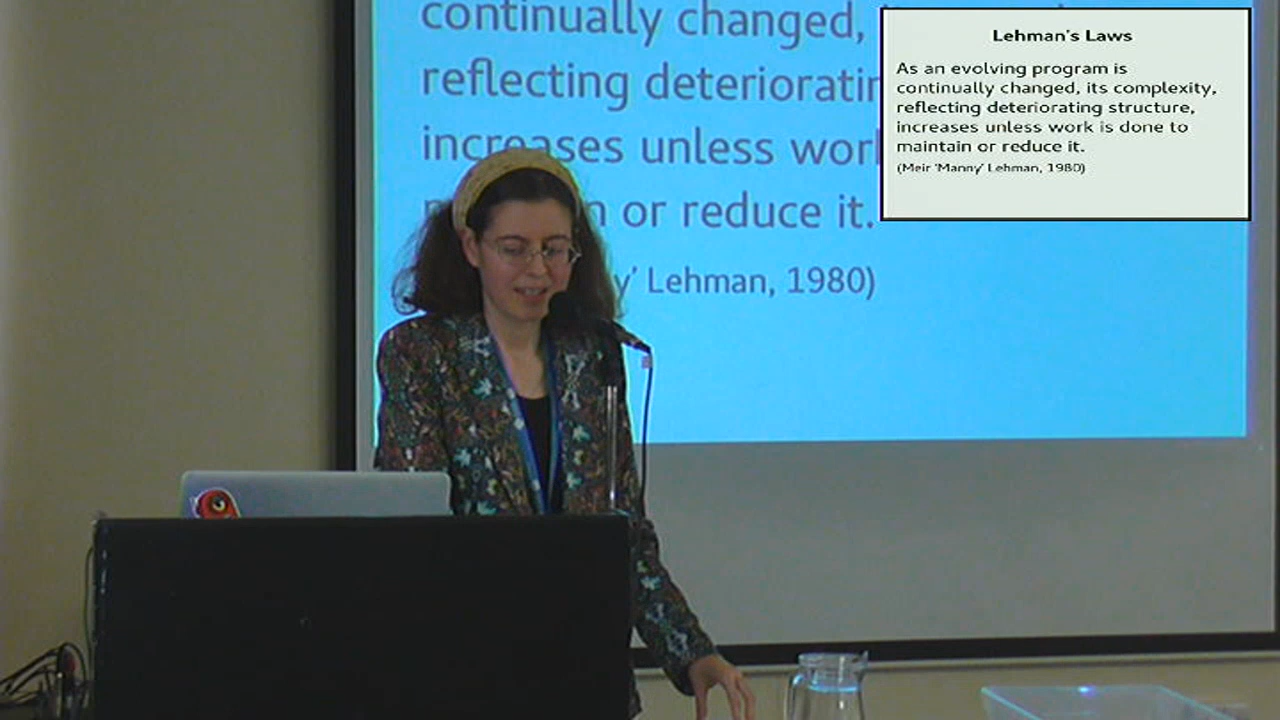 continually changed,
reflecting
increases unless
or reduce it.
Lehman, 1980)
Lehman's Laws
As an evolving program is
continually changed, its complexity,
reflecting deteriorating structure,
increases unless work is done to
maintain or reduce it.
(Meir 'Manny' Lehman, 1980)